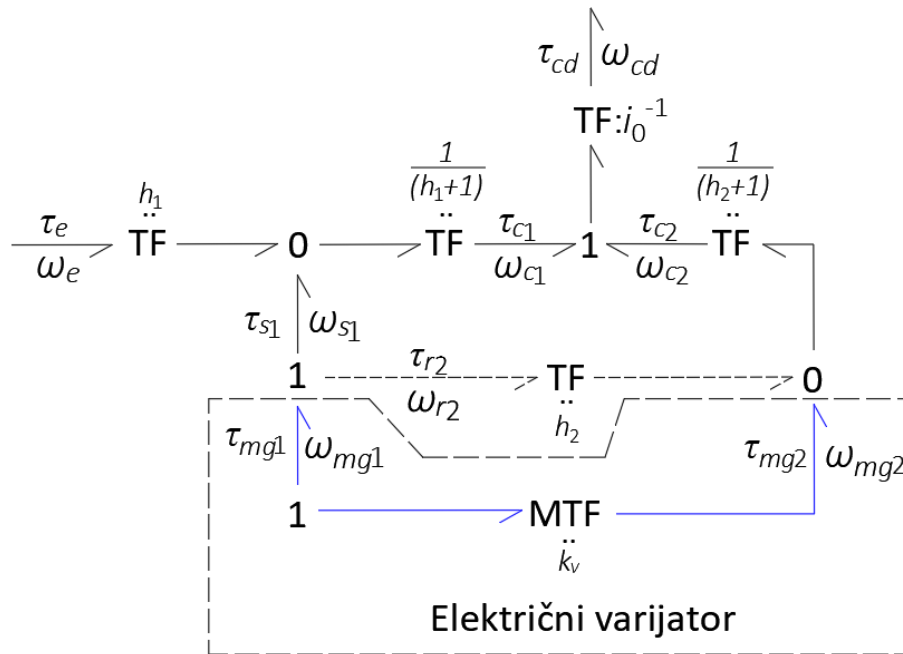 τcd ωcd
TF:i₀⁻¹
h₁ 1/(h₁+1) 1/(h₂+1)
τe TF 0 TF τc1 1 τc2 TF
ωe ωc1 ωc2
τs1 ωs1
1 τr2 TF 0
ωr2 h₂
τmg1 ωmg1 τmg2 ωmg2
1 MTF
kv
Električni varijator